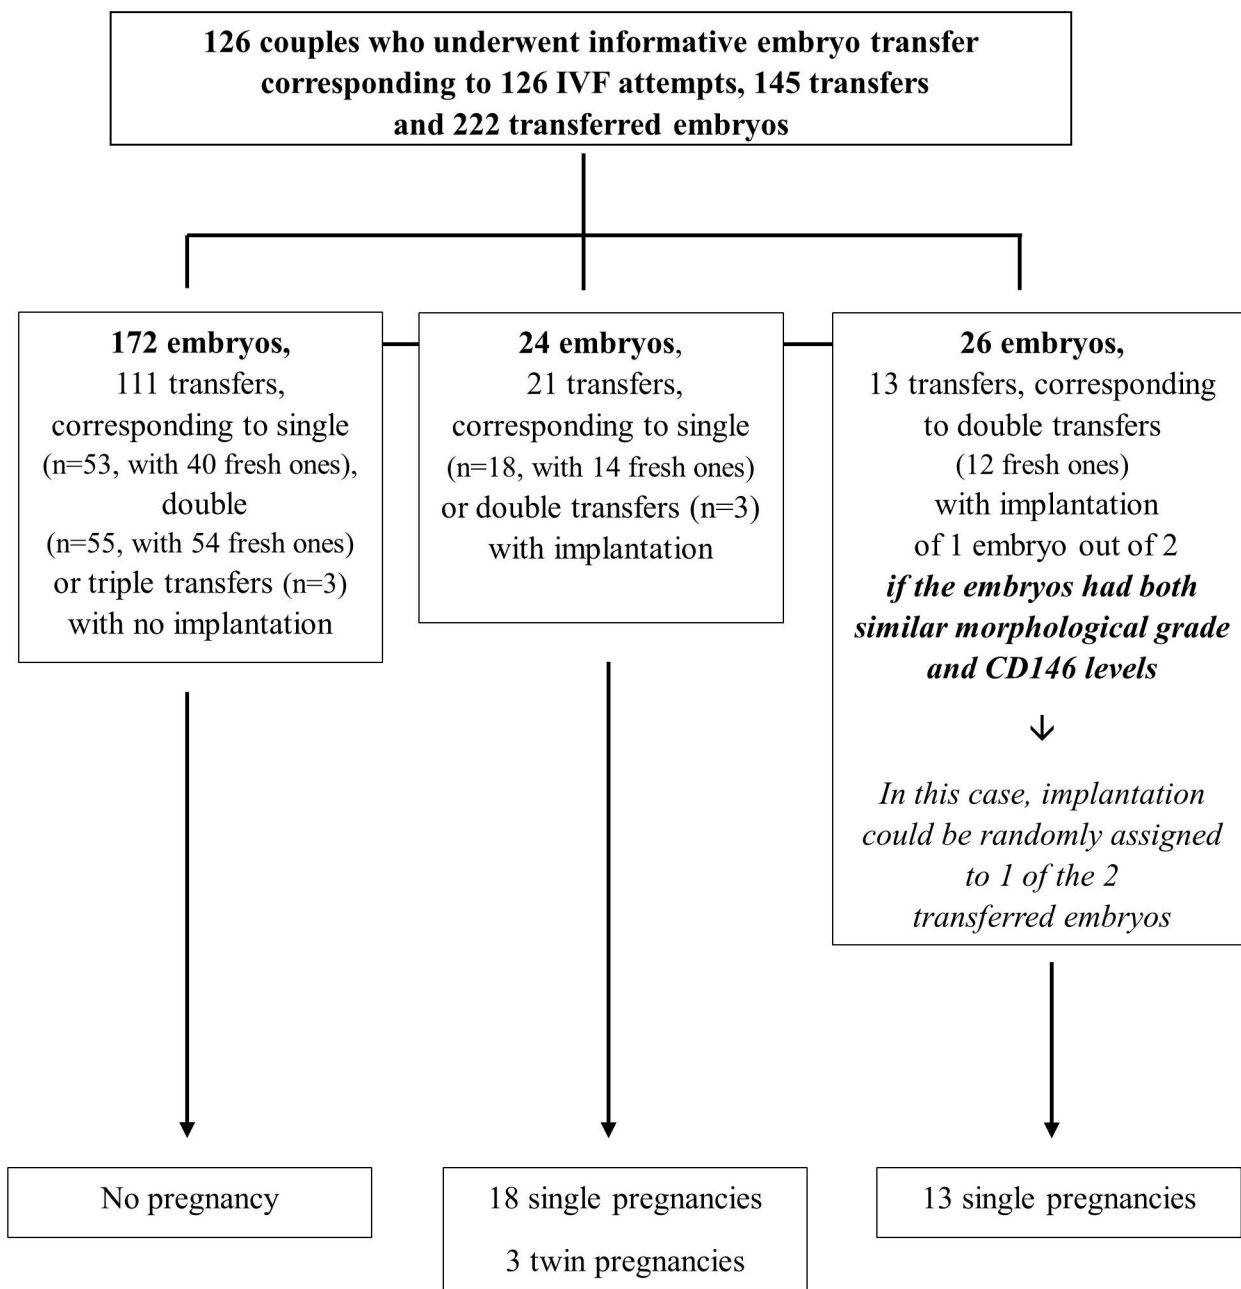 126 couples who underwent informative embryo transfer
corresponding to 126 IVF attempts, 145 transfers
and 222 transferred embryos
172 embryos,
111 transfers,
corresponding to single
(n=53, with 40 fresh ones),
double
(n=55, with 54 fresh ones)
or triple transfers (n=3)
with no implantation
24 embryos,
21 transfers,
corresponding to single
(n=18, with 14 fresh ones)
or double transfers (n=3)
with implantation
26 embryos,
13 transfers, corresponding
to double transfers
(12 fresh ones)
with implantation
of 1 embryo out of 2
if the embryos had both
similar morphological grade
and CD146 levels
In this case, implantation
could be randomly assigned
to 1 of the 2
transferred embryos
No pregnancy
18 single pregnancies
3 twin pregnancies
13 single pregnancies